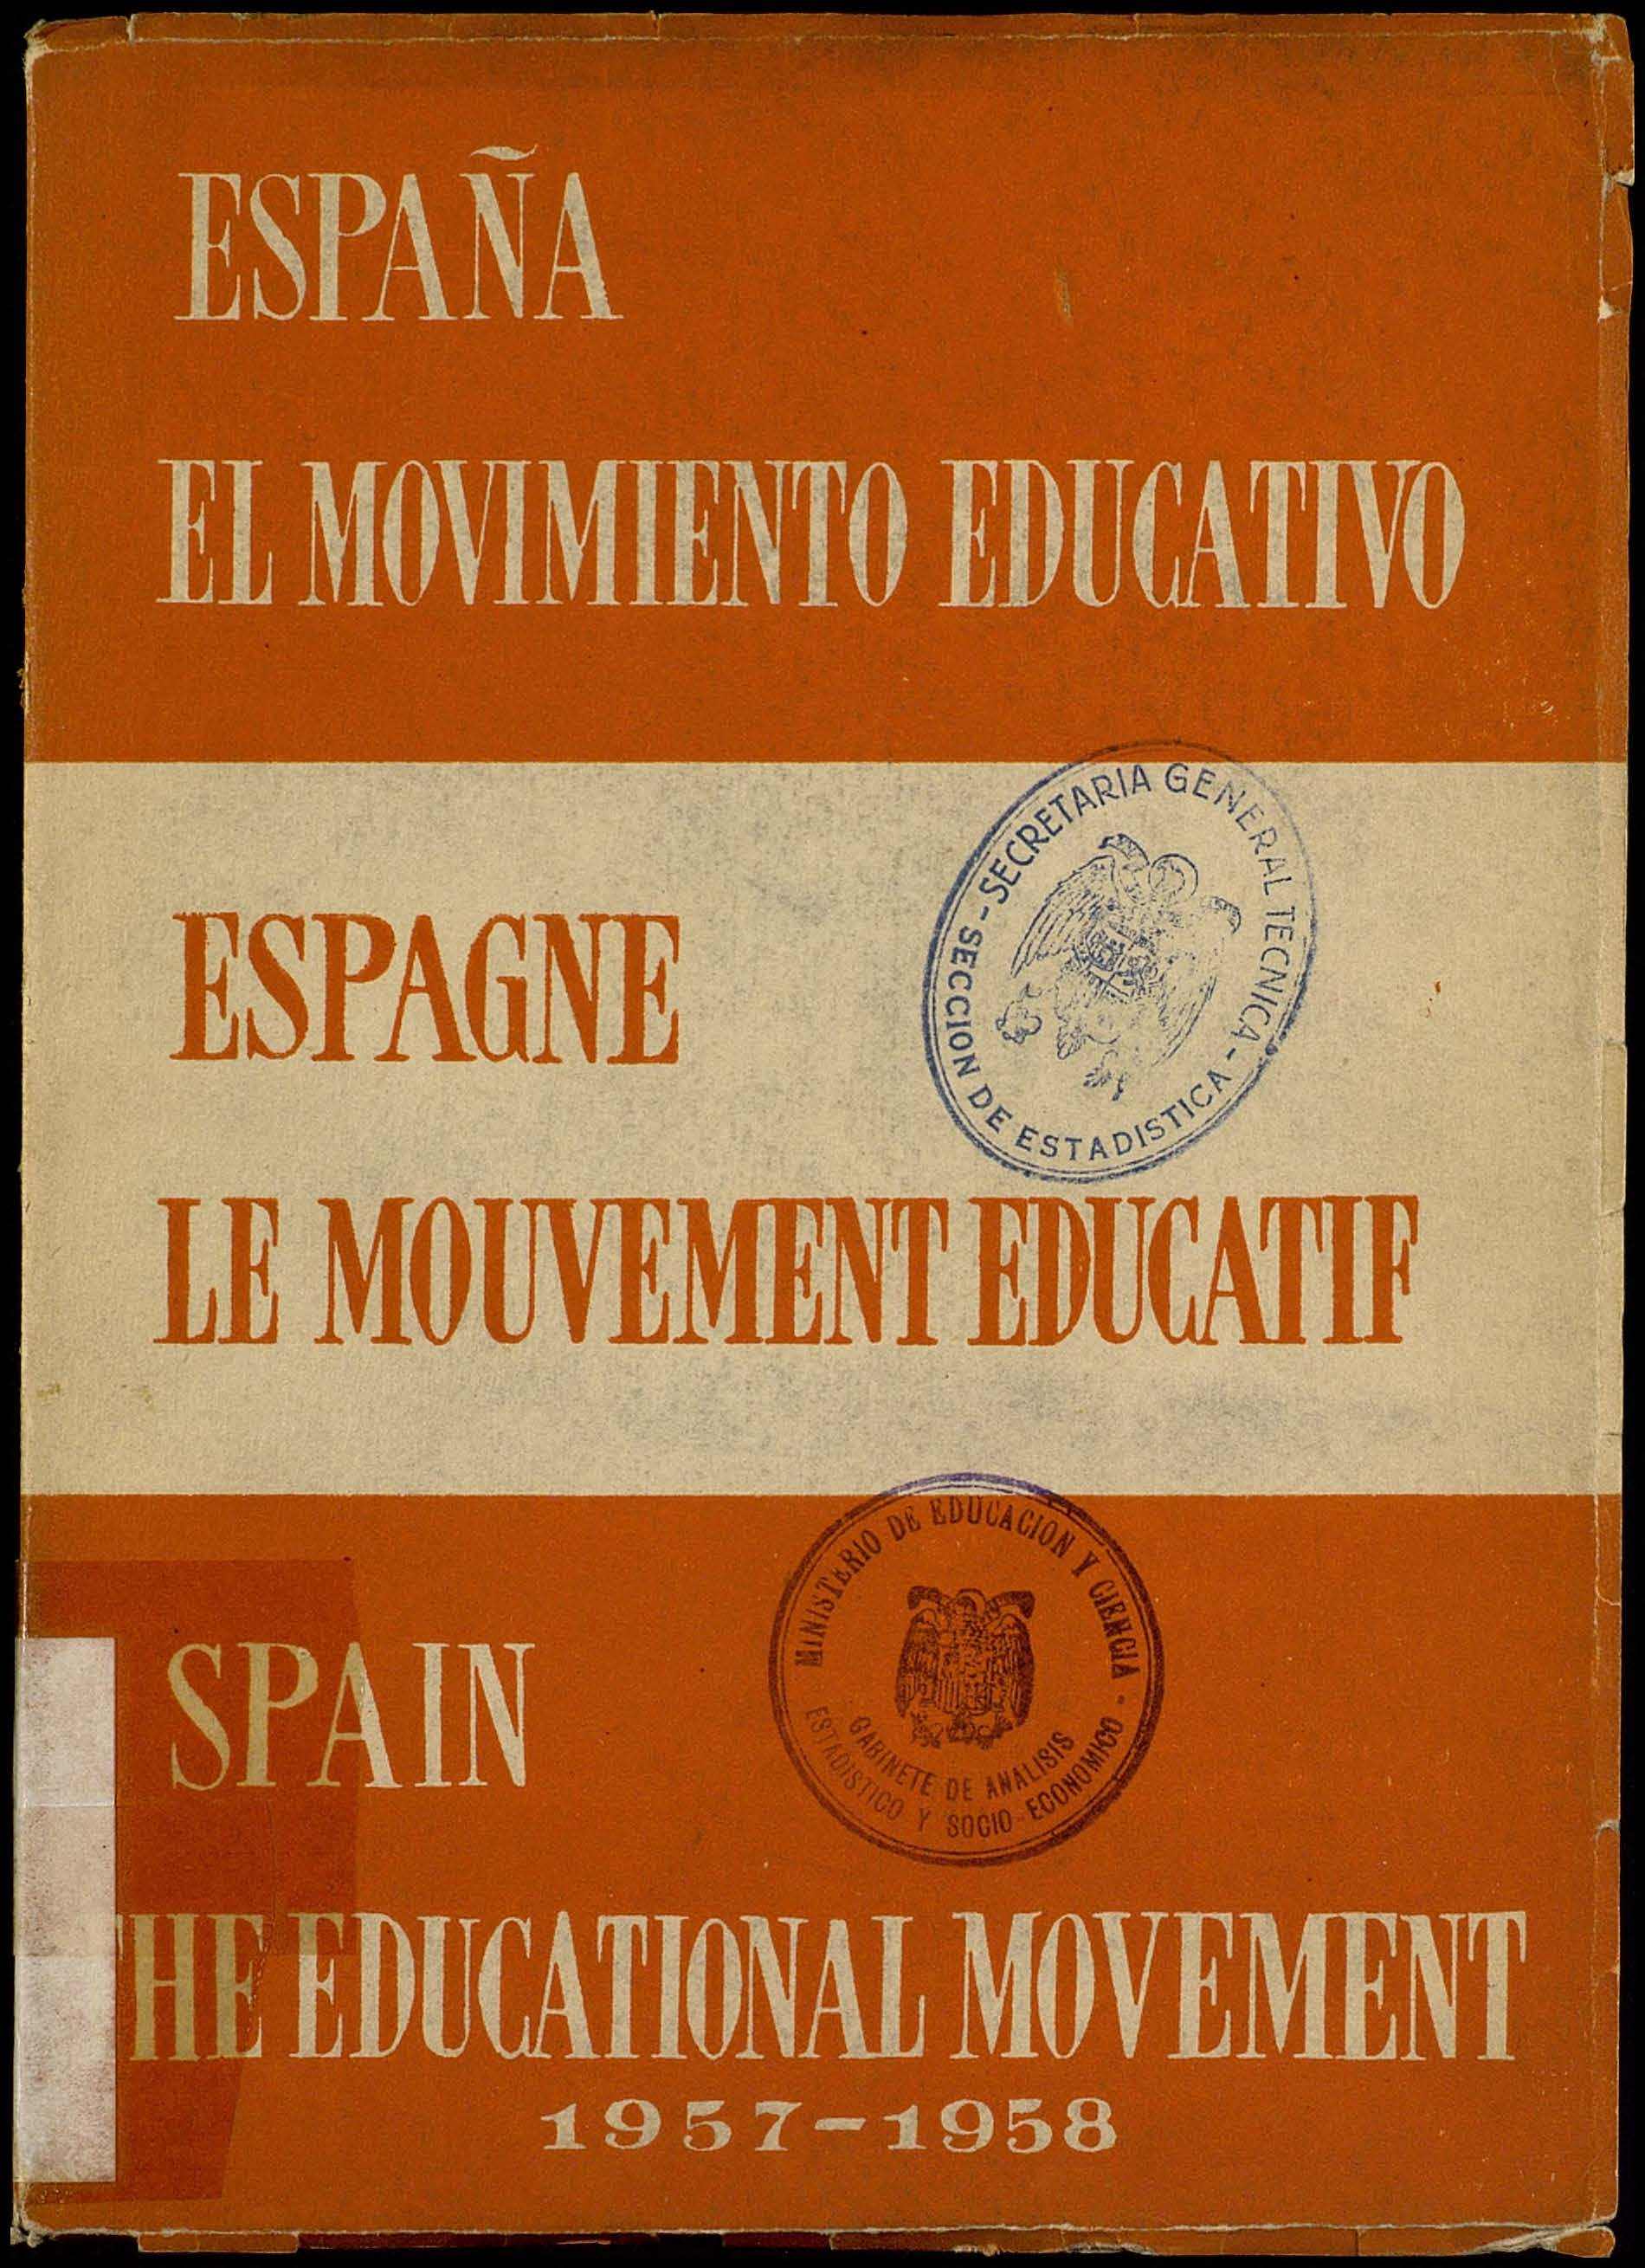 ESPAÑA
EL MOVIMIENTO EDUCATIVO
- SECRETARIA GENERAL TECNICA -
SECCION DE ESTADISTICA
ESPAGNE
LE MOUVEMENT EDUCATIF
MINISTERIO DE EDUCACION Y CIENCIA -
GABINETE DE ANALISIS
ESTADISTICO Y SOCIO-ECONOMICO
SPAIN
HE EDUCATIONAL MOVEMENT
1957-1958